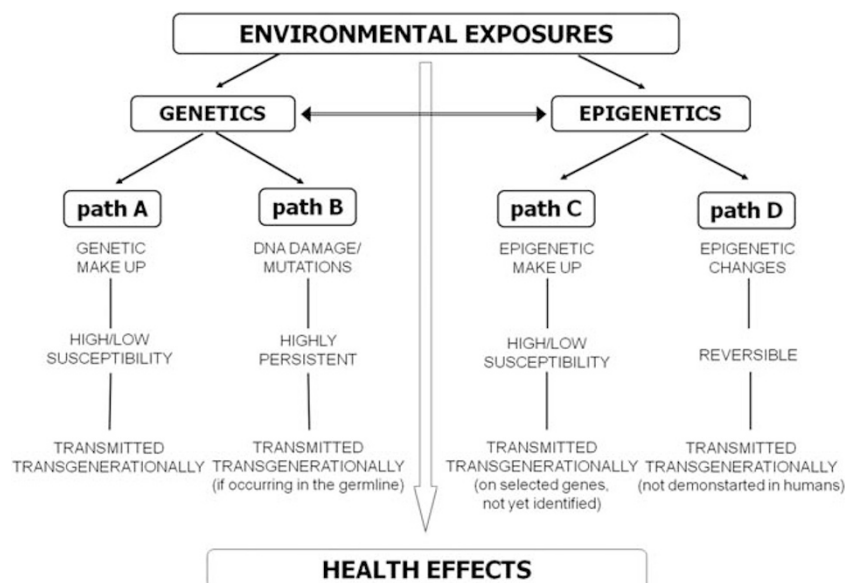 ENVIRONMENTAL EXPOSURES
GENETICS
EPIGENETICS
path A
path B
path C
path D
GENETIC
MAKE UP
DNA DAMAGE/
MUTATIONS
EPIGENETIC
MAKE UP
EPIGENETIC
CHANGES
HIGH/LOW
SUSCEPTIBILITY
HIGHLY
PERSISTENT
HIGH/LOW
SUSCEPTIBILITY
REVERSIBLE
TRANSMITTED
TRANSGENERATIONALLY
TRANSMITTED
TRANSGENERATIONALLY
(if occurring in the germline)
TRANSMITTED
TRANSGENERATIONALLY
(on selected genes,
not yet identified)
TRANSMITTED
TRANSGENERATIONALLY
(not demonstarted in humans)
HEALTH EFFECTS